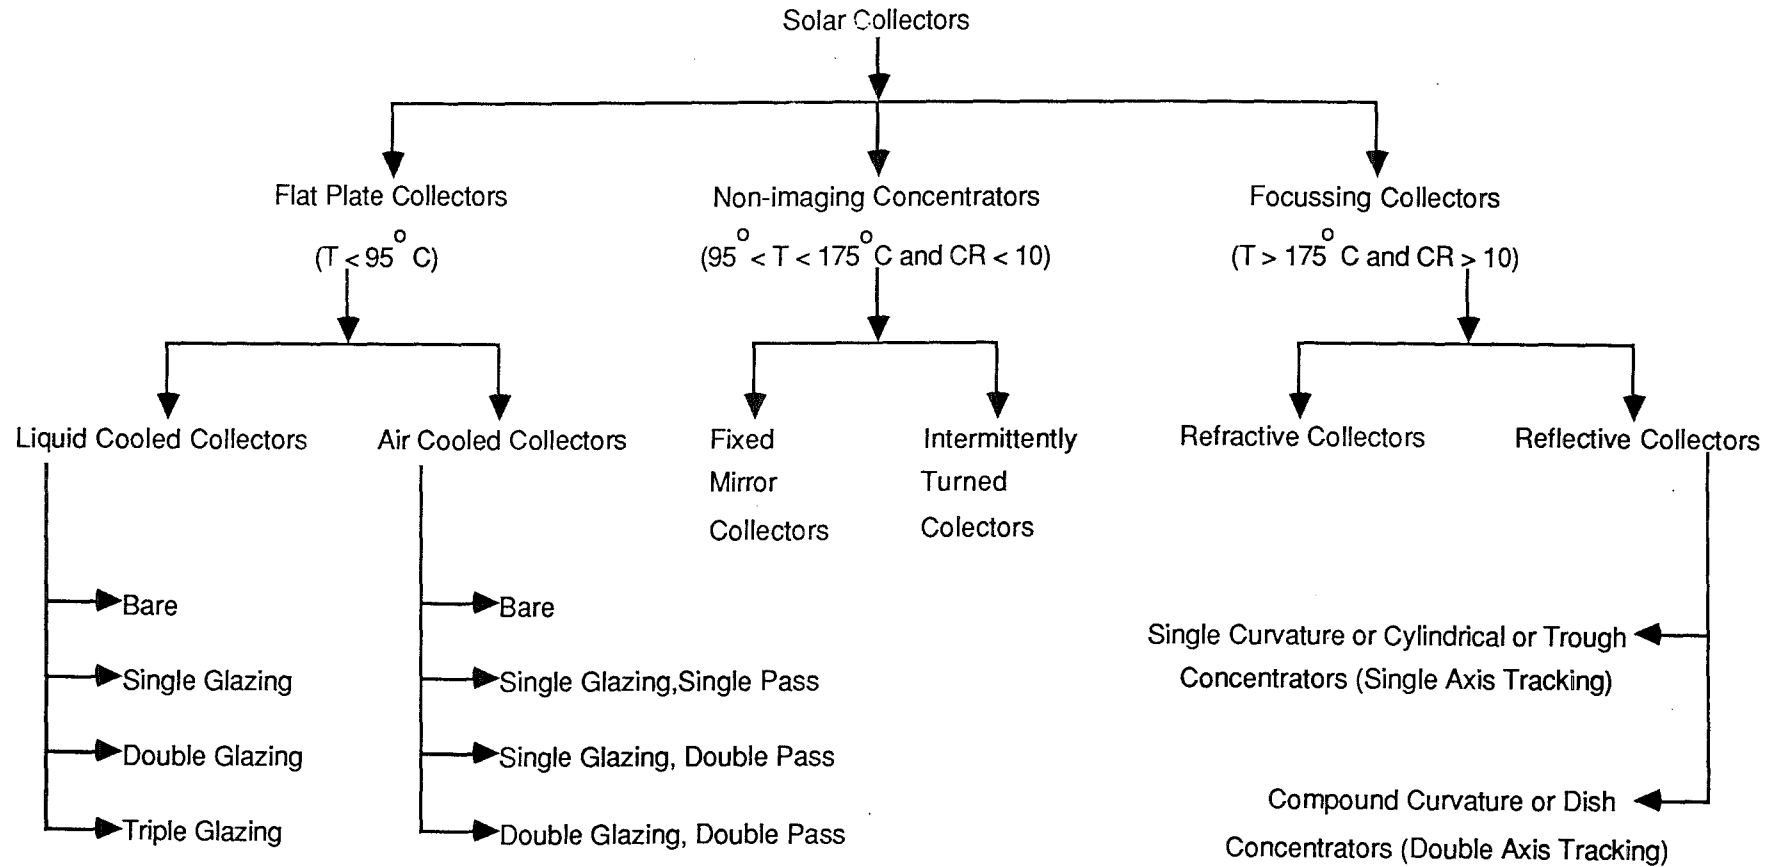 Solar Collectors
Flat Plate Collectors
(T < 95° C)
Non-imaging Concentrators
(95° < T < 175°C and CR < 10)
Focussing Collectors
(T > 175° C and CR > 10)
Liquid Cooled Collectors
Bare
Single Glazing
Double Glazing
Triple Glazing
Air Cooled Collectors
Bare
Single Glazing,Single Pass
Single Glazing, Double Pass
Double Glazing, Double Pass
Fixed
Mirror
Collectors
Intermittently
Turned
Colectors
Refractive Collectors
Reflective Collectors
Single Curvature or Cylindrical or Trough
Concentrators (Single Axis Tracking)
Compound Curvature or Dish
Concentrators (Double Axis Tracking)